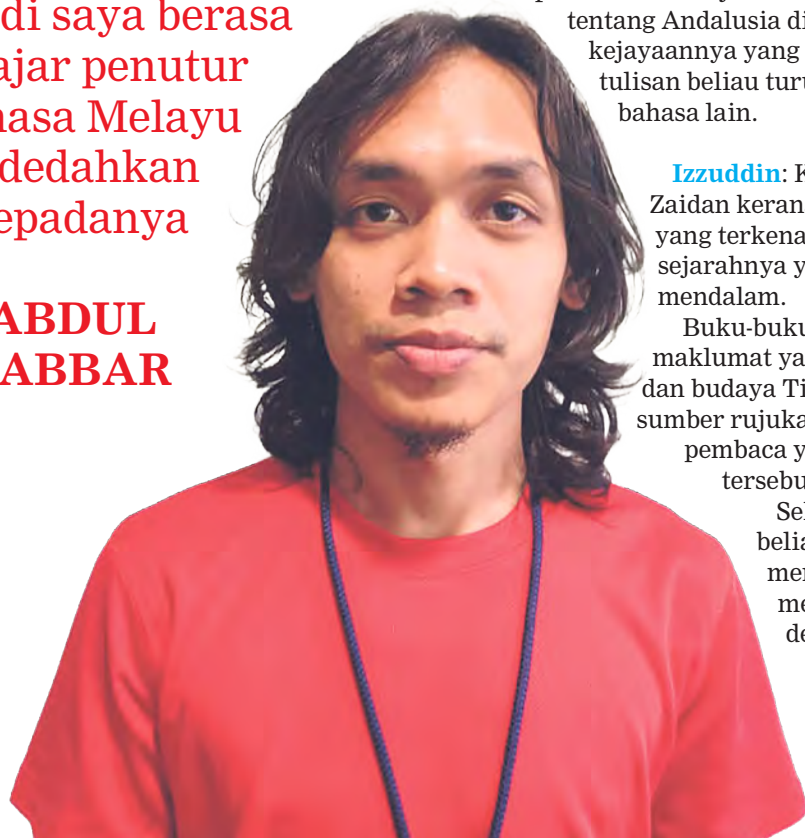 di saya berasa
ajar penutur
nasa Melayu
dedahkan
epadanya
ABDUL
ABBAR
tentang Andalusia di
kejayaannya yang
tulisan beliau turu
bahasa lain.
Izzuddin: K
Zaidan keran
yang terkena
sejarahnya y
mendalam.
Buku-buku
maklumat ya
dan budaya Ti
sumber rujuka
pembaca y
tersebu
Sel
belia
mer
me
de